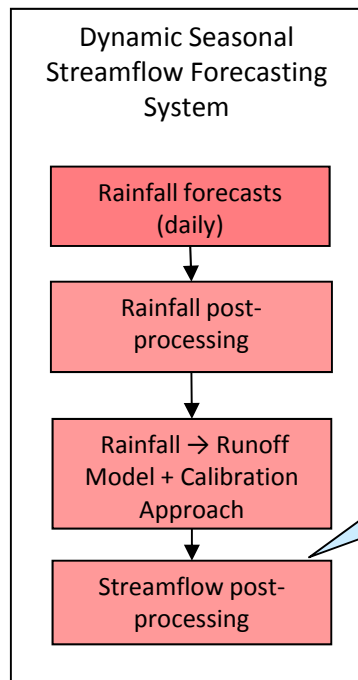 Dynamic Seasonal
Streamflow Forecasting
System
Rainfall forecasts
(daily)
Rainfall post-
processing
Rainfall → Runoff
Model + Calibration
Approach
Streamflow post-
processing